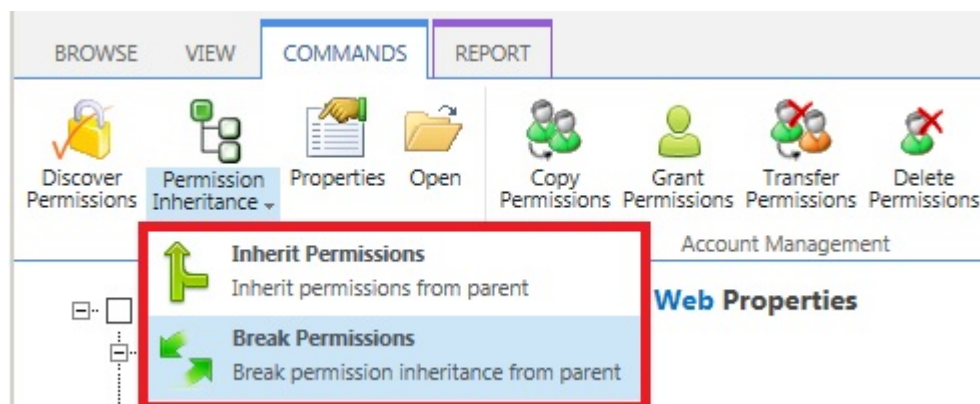 BROWSE VIEW COMMANDS REPORT
Discover Permissions
Permission Inheritance
Properties
Open
Copy Permissions
Grant Permissions
Transfer Permissions
Delete Permissions
Account Management
Inherit Permissions
Inherit permissions from parent
Break Permissions
Break permission inheritance from parent
Web Properties